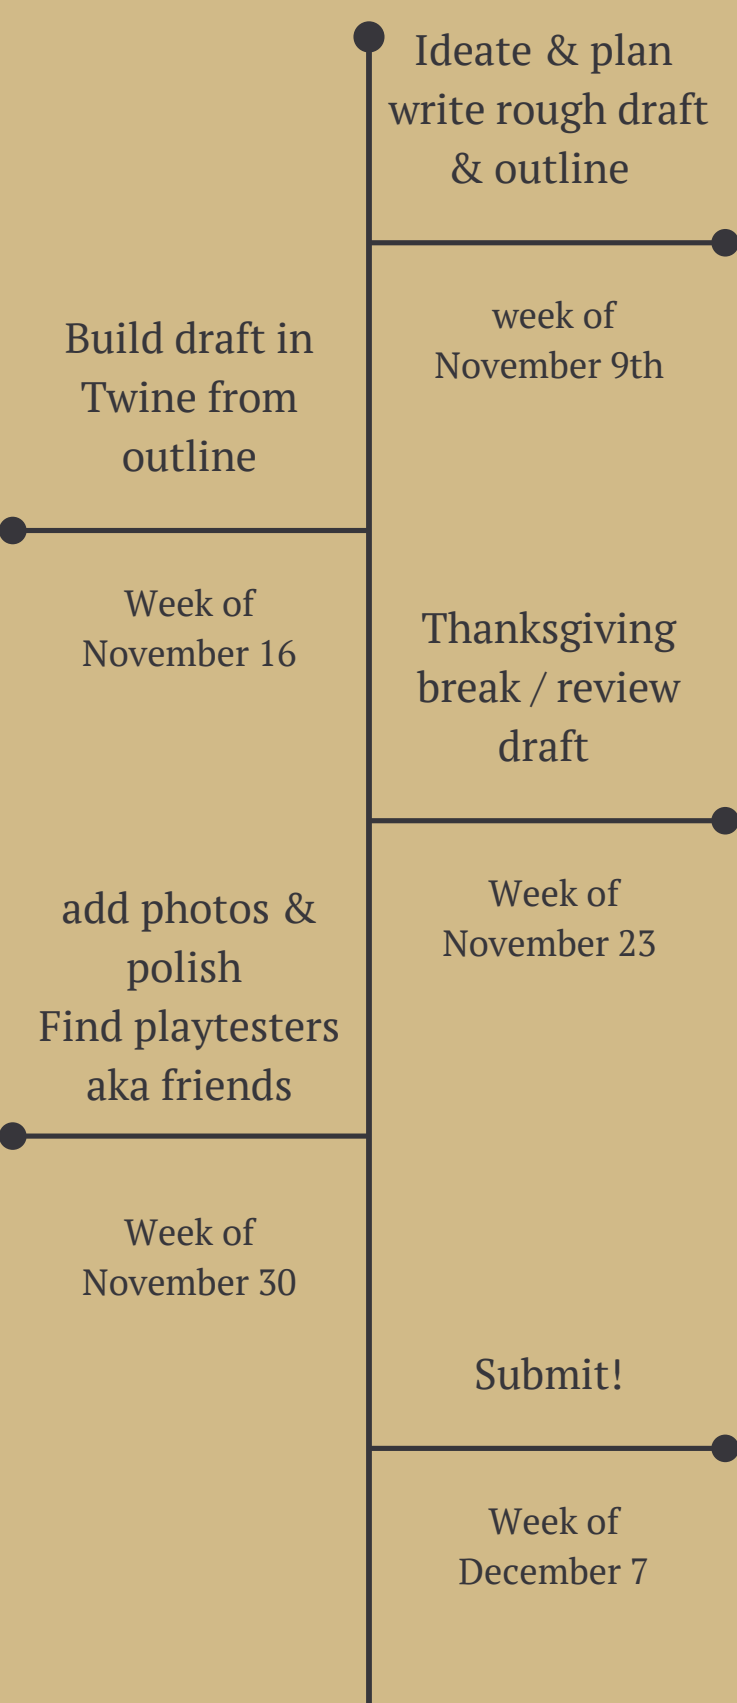 Ideate & plan
write rough draft
& outline
week of
November 9th
Build draft in
Twine from
outline
Week of
November 16
Thanksgiving
break / review
draft
Week of
November 23
add photos &
polish
Find playtesters
aka friends
Week of
November 30
Submit!
Week of
December 7